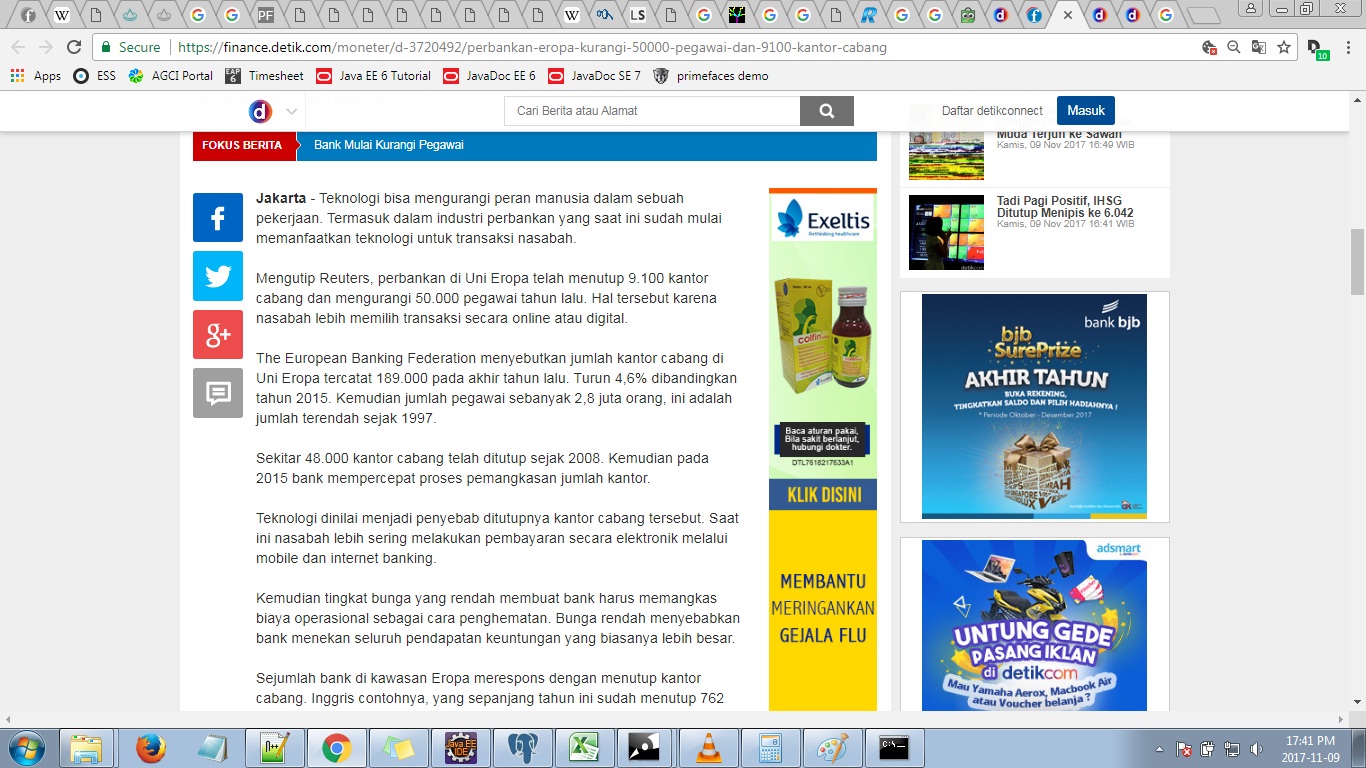 Secure
https://finance.detik.com/moneter/d-3720492/perbankan-eropa-kurangi-50000-pegawai-dan-9100-kantor-cabang
10
Apps
ESS
AGCI Portal
Timesheet
Java EE 6 Tutorial
JavaDoc EE 6
JavaDoc SE 7
primefaces demo
Cari Berita atau Alamat
Daftar detikconnect
Masuk
FOKUS BERITA
Bank Mulai Kurangi Pegawai
Jakarta - Teknologi bisa mengurangi peran manusia dalam sebuah
pekerjaan. Termasuk dalam industri perbankan yang saat ini sudah mulai
memanfaatkan teknologi untuk transaksi nasabah.
Mengutip Reuters, perbankan di Uni Eropa telah menutup 9.100 kantor
cabang dan mengurangi 50.000 pegawai tahun lalu. Hal tersebut karena
nasabah lebih memilih transaksi secara online atau digital.
The European Banking Federation menyebutkan jumlah kantor cabang di
Uni Eropa tercatat 189.000 pada akhir tahun lalu. Turun 4,6% dibandingkan
tahun 2015. Kemudian jumlah pegawai sebanyak 2,8 juta orang, ini adalah
jumlah terendah sejak 1997.
Sekitar 48.000 kantor cabang telah ditutup sejak 2008. Kemudian pada
2015 bank mempercepat proses pemangkasan jumlah kantor.
Teknologi dinilai menjadi penyebab ditutupnya kantor cabang tersebut. Saat
ini nasabah lebih sering melakukan pembayaran secara elektronik melalui
mobile dan internet banking.
Kemudian tingkat bunga yang rendah membuat bank harus memangkas
biaya operasional sebagai cara penghematan. Bunga rendah menyebabkan
bank menekan seluruh pendapatan keuntungan yang biasanya lebih besar.
Sejumlah bank di kawasan Eropa merespons dengan menutup kantor
cabang. Inggris contohnya, yang sepanjang tahun ini sudah menutup 762
Exeltis
Rethinking healthcare
colfin
Baca aturan pakai,
Bila sakit berlanjut,
hubungi dokter.
DTL7618217633A1
KLIK DISINI
MEMBANTU
MERINGANKAN
GEJALA FLU
Muda Terjun ke Sawah
Kamis, 09 Nov 2017 16:49 WIB
Tadi Pagi Positif, IHSG
Ditutup Menipis ke 6.042
Kamis, 09 Nov 2017 16:41 WIB
bank bjb
bjb
SurePrize
AKHIR TAHUN
BUKA REKENING,
TINGKATKAN SALDO DAN PILIH HADIAHNYA !
* Periode Oktober - Desember 2017
adsmart
UNTUNG GEDE
PASANG IKLAN
di detikcom
Mau Yamaha Aerox, Macbook Air
atau Voucher belanja ?
17:41 PM
2017-11-09